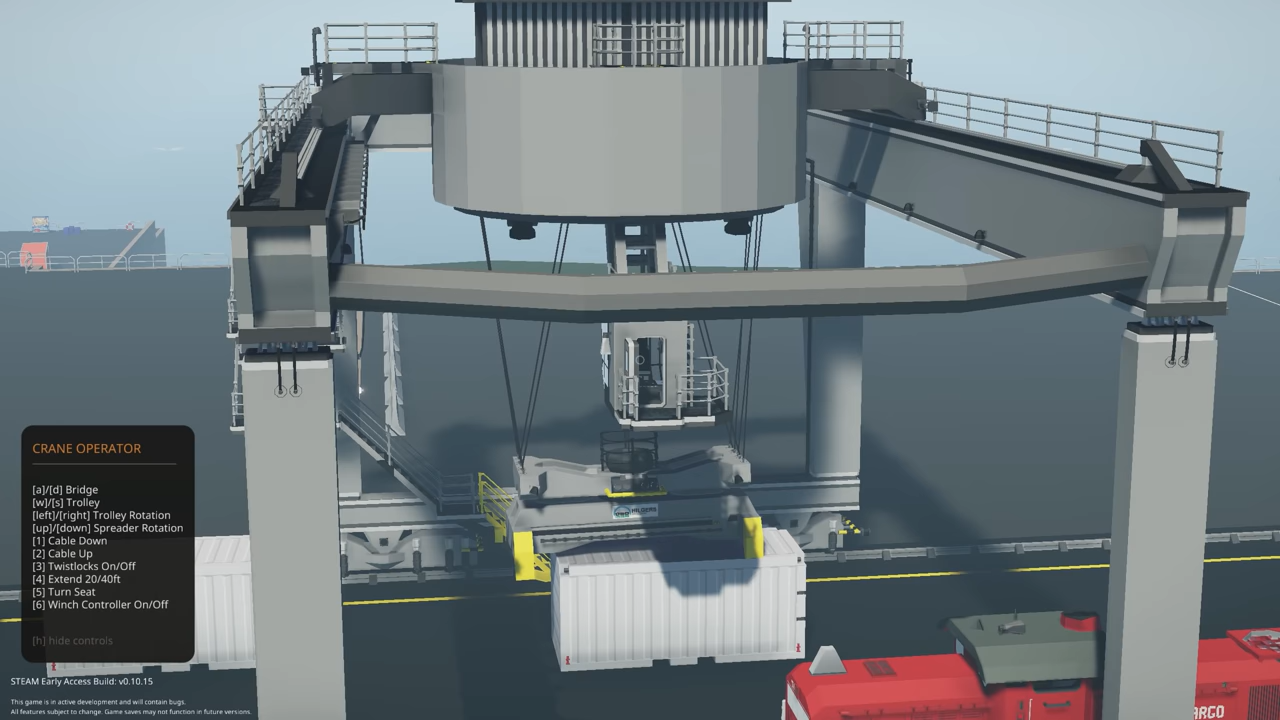 CRANE OPERATOR
[a]/[d] Bridge
[w]/[s] Trolley
[left]/[right] Trolley Rotation
[up]/[down] Spreader Rotation
[1] Cable Down
[2] Cable Up
[3] Twistlocks On/Off
[4] Extend 20/40ft
[5] Turn Seat
[6] Winch Controller On/Off
[h] hide controls
STEAM Early Access Build: v0.10.15
This game is in active development and will contain bugs.
All features subject to change. Game saves may not function in future versions.
ARGO